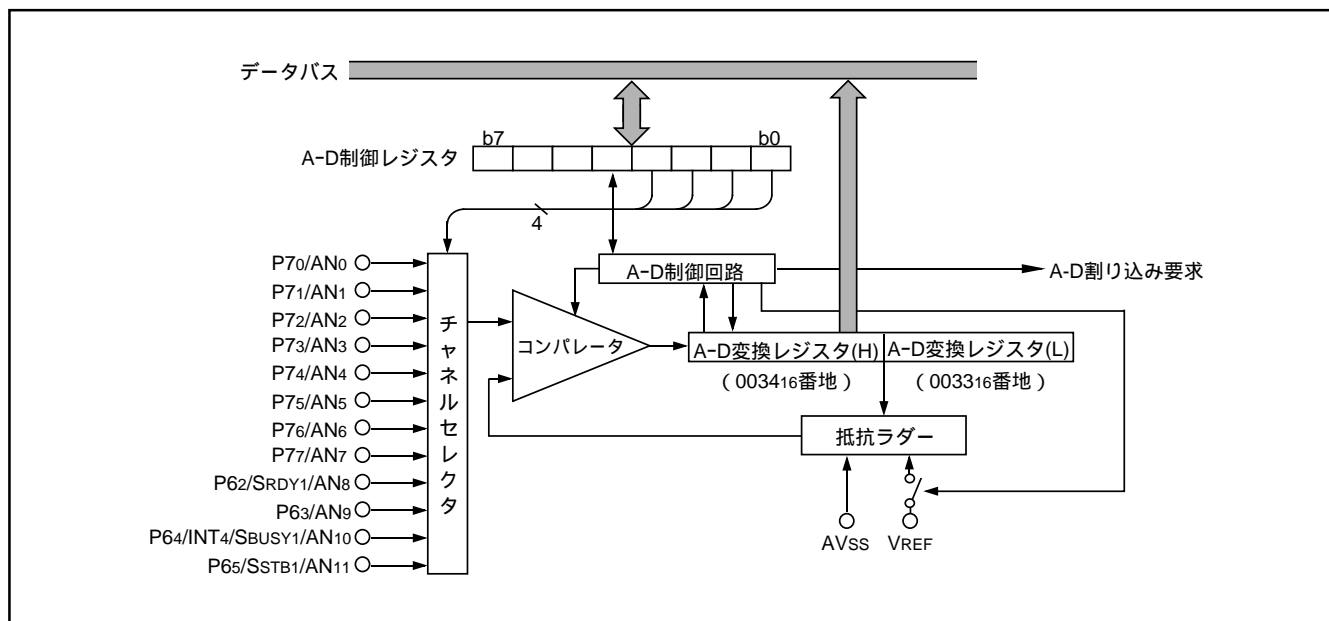 データバス
b7
b0
A-D制御レジスタ
4
P70/AN0
P71/AN1
P72/AN2
P73/AN3
P74/AN4
P75/AN5
P76/AN6
P77/AN7
P62/SRDY1/AN8
P63/AN9
P64/INT4/SBUSY1/AN10
P65/SSTB1/AN11
チャネルセレクタ
A-D制御回路
A-D割り込み要求
コンパレータ
A-D変換レジスタ(H)
A-D変換レジスタ(L)
（003416番地）
（003316番地）
抵抗ラダー
AVSS
VREF